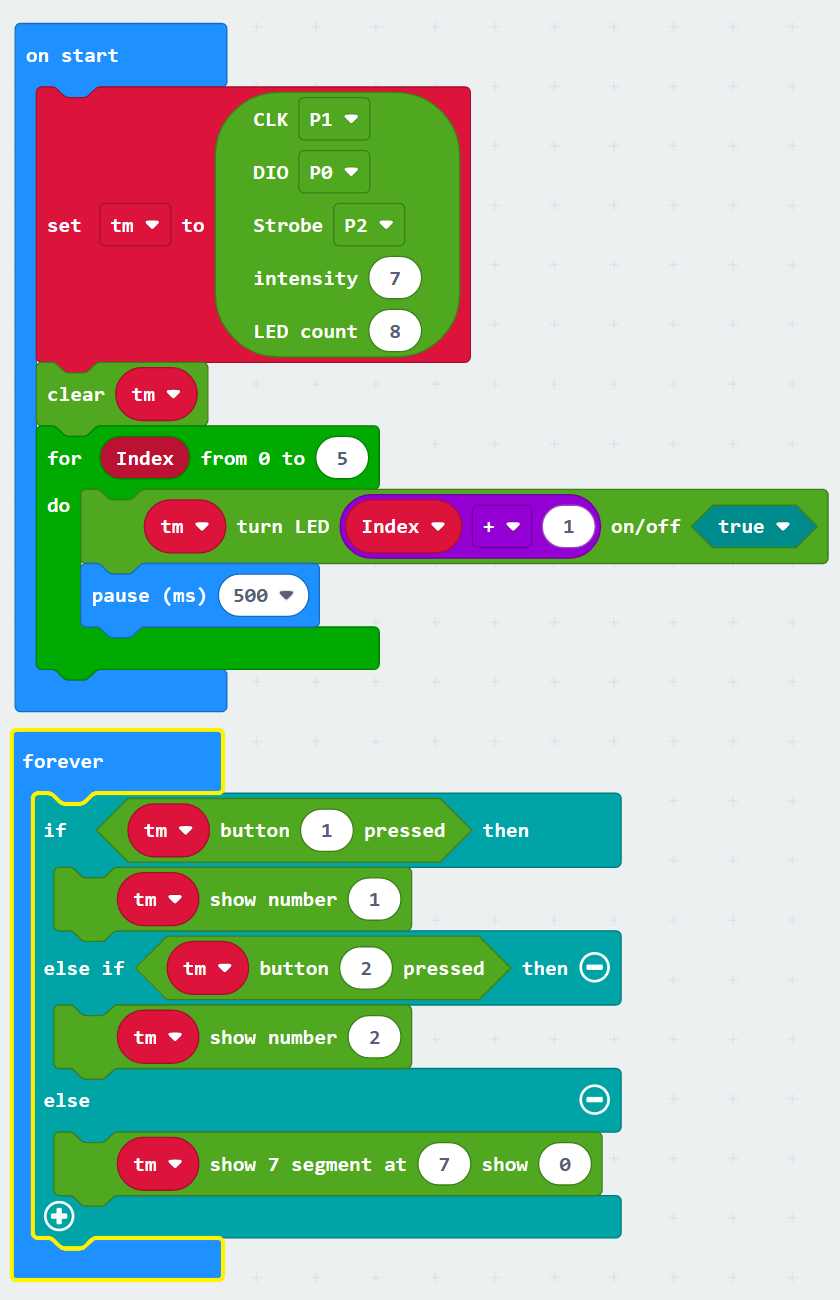 on start
CLK P1
DIO P0
set tm to Strobe P2
intensity 7
LED count 8
clear tm
for Index from 0 to 5
do
tm turn LED Index + 1 on/off true
pause (ms) 500
forever
if tm button 1 pressed then
tm show number 1
else if tm button 2 pressed then
tm show number 2
else
tm show 7 segment at 7 show 0